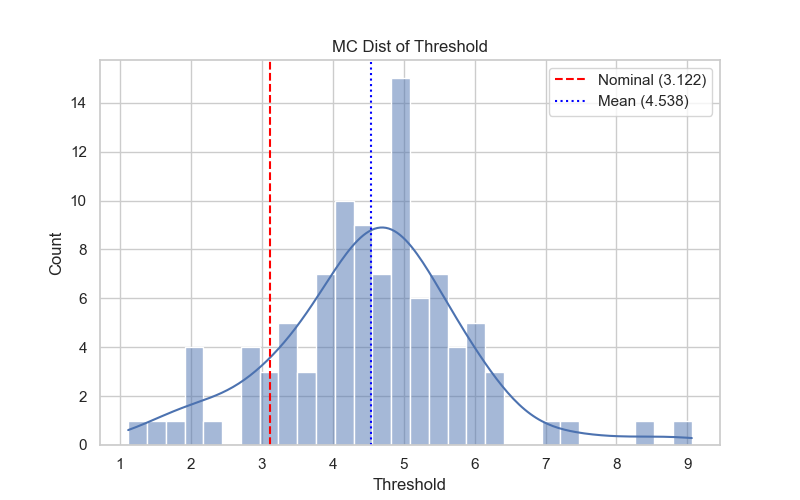 MC Dist of Threshold
Nominal (3.122)
Mean (4.538)
Count
14
12
10
8
6
4
2
0
1 2 3 4 5 6 7 8 9
Threshold